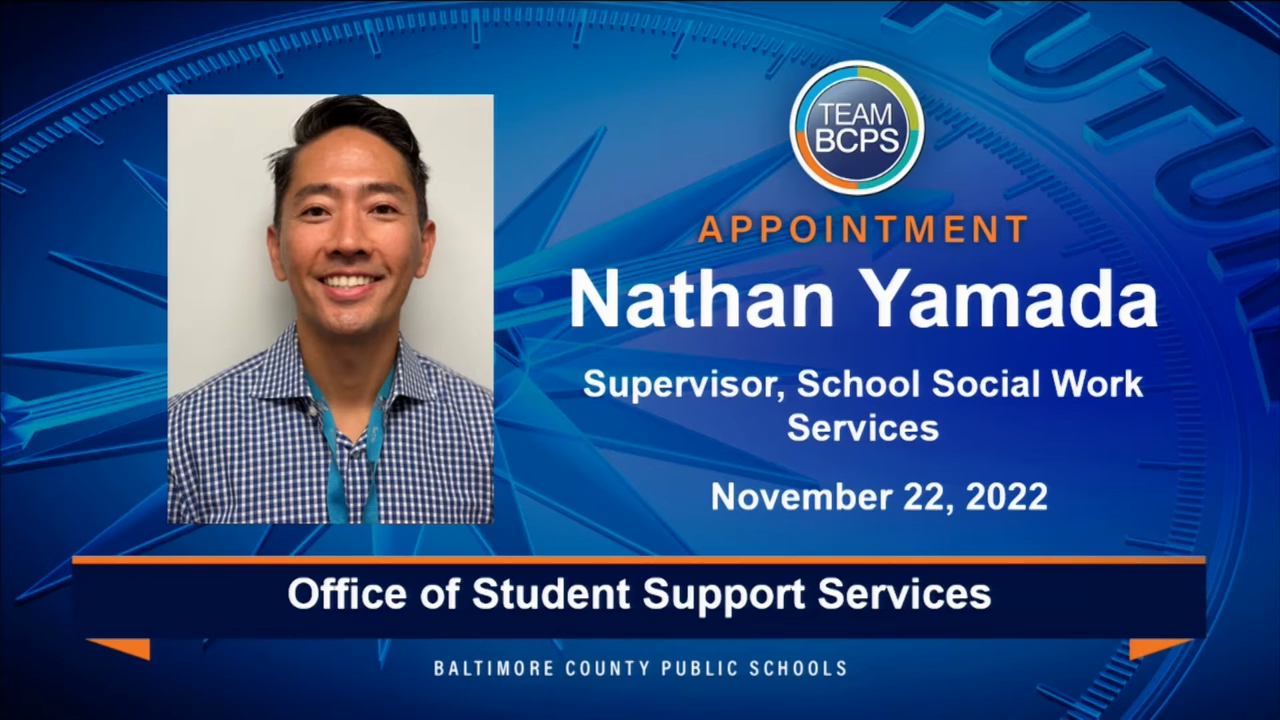 FUTURE
TEAM
BCPS
APPOINTMENT
Nathan Yamada
Supervisor, School Social Work
Services
November 22, 2022
Office of Student Support Services
BALTIMORE COUNTY PUBLIC SCHOOLS